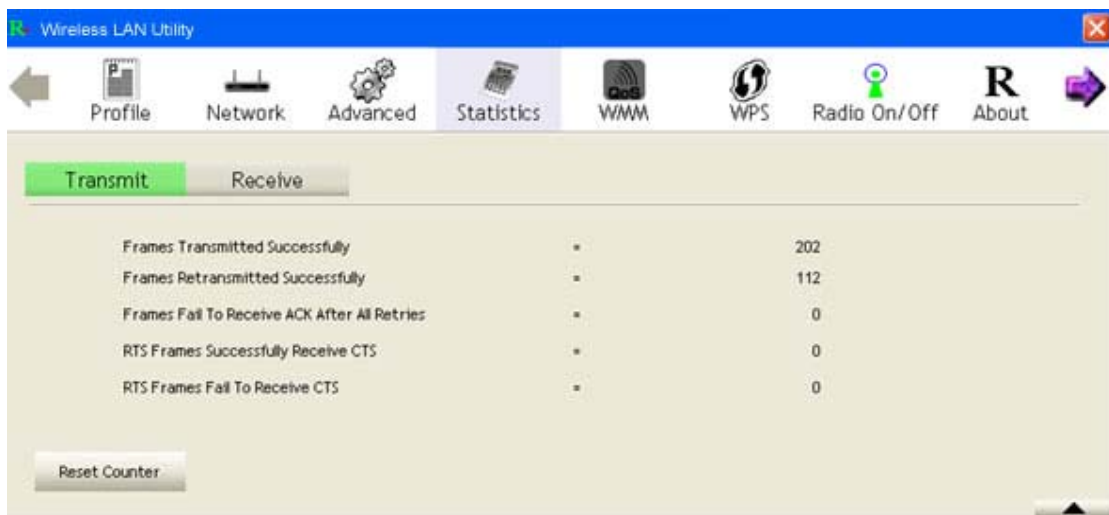 R Wireless LAN Utility
P
QoS
R
Profile Network Advanced Statistics WMM WPS Radio On/Off About
Transmit Receive
Frames Transmitted Successfully = 202
Frames Retransmitted Successfully = 112
Frames Fail To Receive ACK After All Retries = 0
RTS Frames Successfully Receive CTS = 0
RTS Frames Fail To Receive CTS = 0
Reset Counter